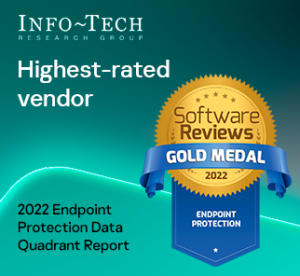 INFO~TECH
RESEARCH GROUP
Highest-rated
vendor
Software
Reviews
GOLD MEDAL
2022
ENDPOINT
PROTECTION
2022 Endpoint
Protection Data
Quadrant Report